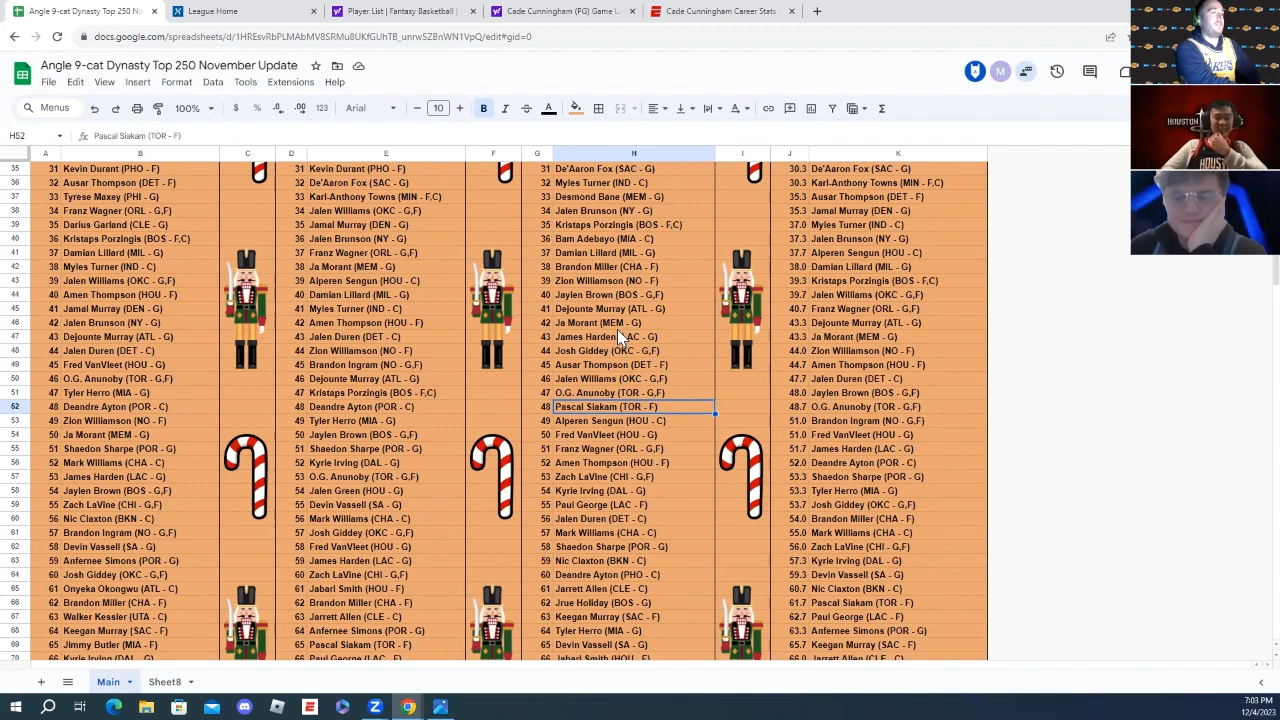 Angle 9-cat Dynasty Top 250 Nov
League Home
Player List | Fantasy Basketball |
Cade Cunningham (PG) Game L
Cade Cunningham Career Stats
docs.google.com/spreadsheets/d/1HREsvRbPLMAbMV8SRMu8UKfGUhTB_unrw5ZBnWN1VpQ/edit#gid=0
Angle 9-cat Dynasty Top 250 November Update
File Edit View Insert Format Data Tools Extensions Help
M
Menus 100% $ % .0 .00 123 Arial 10 B I A
H52 Pascal Siakam (TOR - F)
A B C D E F G H I J K
35 31 Kevin Durant (PHO - F) 31 Kevin Durant (PHO - F) 31 De'Aaron Fox (SAC - G) 30.3 De'Aaron Fox (SAC - G)
36 32 Ausar Thompson (DET - F) 32 De'Aaron Fox (SAC - G) 32 Myles Turner (IND - C) 30.3 Karl-Anthony Towns (MIN - F,C)
37 33 Tyrese Maxey (PHI - G) 33 Karl-Anthony Towns (MIN - F,C) 33 Desmond Bane (MEM - G) 35.3 Ausar Thompson (DET - F)
38 34 Franz Wagner (ORL - G,F) 34 Jalen Williams (OKC - G,F) 34 Jalen Brunson (NY - G) 35.3 Jamal Murray (DEN - G)
39 35 Darius Garland (CLE - G) 35 Jamal Murray (DEN - G) 35 Kristaps Porzingis (BOS - F,C) 37.0 Myles Turner (IND - C)
40 36 Kristaps Porzingis (BOS - F,C) 36 Jalen Brunson (NY - G) 36 Bam Adebayo (MIA - C) 37.3 Jalen Brunson (NY - G)
41 37 Damian Lillard (MIL - G) 37 Franz Wagner (ORL - G,F) 37 Damian Lillard (MIL - G) 37.7 Alperen Sengun (HOU - C)
42 38 Myles Turner (IND - C) 38 Ja Morant (MEM - G) 38 Brandon Miller (CHA - F) 38.0 Damian Lillard (MIL - G)
43 39 Jalen Williams (OKC - G,F) 39 Alperen Sengun (HOU - C) 39 Zion Williamson (NO - F) 39.3 Kristaps Porzingis (BOS - F,C)
44 40 Amen Thompson (HOU - F) 40 Damian Lillard (MIL - G) 40 Jaylen Brown (BOS - G,F) 39.7 Jalen Williams (OKC - G,F)
45 41 Jamal Murray (DEN - G) 41 Myles Turner (IND - C) 41 Dejounte Murray (ATL - G) 40.7 Franz Wagner (ORL - G,F)
46 42 Jalen Brunson (NY - G) 42 Amen Thompson (HOU - F) 42 Ja Morant (MEM - G) 43.3 Dejounte Murray (ATL - G)
47 43 Dejounte Murray (ATL - G) 43 Jalen Duren (DET - C) 43 James Harden LAC - G) 43.3 Ja Morant (MEM - G)
48 44 Jalen Duren (DET - C) 44 Zion Williamson (NO - F) 44 Josh Giddey (OKC - G,F) 44.0 Zion Williamson (NO - F)
49 45 Fred VanVleet (HOU - G) 45 Brandon Ingram (NO - G,F) 45 Ausar Thompson (DET - F) 44.7 Amen Thompson (HOU - F)
50 46 O.G. Anunoby (TOR - G,F) 46 Dejounte Murray (ATL - G) 46 Jalen Williams (OKC - G,F) 47.7 Jalen Duren (DET - C)
51 47 Tyler Herro (MIA - G) 47 Kristaps Porzingis (BOS - F,C) 47 O.G. Anunoby (TOR - G,F) 48.7 Jaylen Brown (BOS - G,F)
52 48 Deandre Ayton (POR - C) 48 Deandre Ayton (POR - C) 48 Pascal Siakam (TOR - F) 48.7 O.G. Anunoby (TOR - G,F)
53 49 Zion Williamson (NO - F) 49 Tyler Herro (MIA - G) 49 Alperen Sengun (HOU - C) 51.0 Brandon Ingram (NO - G,F)
54 50 Ja Morant (MEM - G) 50 Jaylen Brown (BOS - G,F) 50 Fred VanVleet (HOU - G) 51.0 Fred VanVleet (HOU - G)
55 51 Shaedon Sharpe (POR - G) 51 Shaedon Sharpe (POR - G) 51 Franz Wagner (ORL - G,F) 51.7 James Harden (LAC - G)
56 52 Mark Williams (CHA - C) 52 Kyrie Irving (DAL - G) 52 Amen Thompson (HOU - F) 52.0 Deandre Ayton (POR - C)
57 53 James Harden (LAC - G) 53 O.G. Anunoby (TOR - G,F) 53 Zach LaVine (CHI - G,F) 53.3 Shaedon Sharpe (POR - G)
58 54 Jaylen Brown (BOS - G,F) 54 Jalen Green (HOU - G) 54 Kyrie Irving (DAL - G) 53.3 Tyler Herro (MIA - G)
59 55 Zach LaVine (CHI - G,F) 55 Devin Vassell (SA - G) 55 Paul George (LAC - F) 53.7 Josh Giddey (OKC - G,F)
60 56 Nic Claxton (BKN - C) 56 Mark Williams (CHA - C) 56 Jalen Duren (DET - C) 54.0 Brandon Miller (CHA - F)
61 57 Brandon Ingram (NO - G,F) 57 Josh Giddey (OKC - G,F) 57 Mark Williams (CHA - C) 55.0 Mark Williams (CHA - C)
62 58 Devin Vassell (SA - G) 58 Fred VanVleet (HOU - G) 58 Shaedon Sharpe (POR - G) 56.0 Zach LaVine (CHI - G,F)
63 59 Anfernee Simons (POR - G) 59 James Harden (LAC - G) 59 Nic Claxton (BKN - C) 57.3 Kyrie Irving (DAL - G)
64 60 Josh Giddey (OKC - G,F) 60 Zach LaVine (CHI - G,F) 60 Deandre Ayton (PHO - C) 59.3 Devin Vassell (SA - G)
65 61 Onyeka Okongwu (ATL - C) 61 Jabari Smith (HOU - F) 61 Jarrett Allen (CLE - C) 60.7 Nic Claxton (BKN - C)
66 62 Brandon Miller (CHA - F) 62 Brandon Miller (CHA - F) 62 Jrue Holiday (BOS - G) 61.7 Pascal Siakam (TOR - F)
67 63 Walker Kessler (UTA - C) 63 Jarrett Allen (CLE - C) 63 Keegan Murray (SAC - F) 62.7 Paul George (LAC - F)
68 64 Keegan Murray (SAC - F) 64 Anfernee Simons (POR - G) 64 Tyler Herro (MIA - G) 63.3 Anfernee Simons (POR - G)
69 65 Jimmy Butler (MIA - F) 65 Pascal Siakam (TOR - F) 65 Devin Vassell (SA - G) 65.7 Keegan Murray (SAC - F)
70 66 Kyrie Irving (DAL - G) 66 Paul George (LAC - F) 66 Jabari Smith (HOU - F) 66.0 Jarrett Allen (CLE - C)
Main Sheet8
7:03 PM
12/4/2023